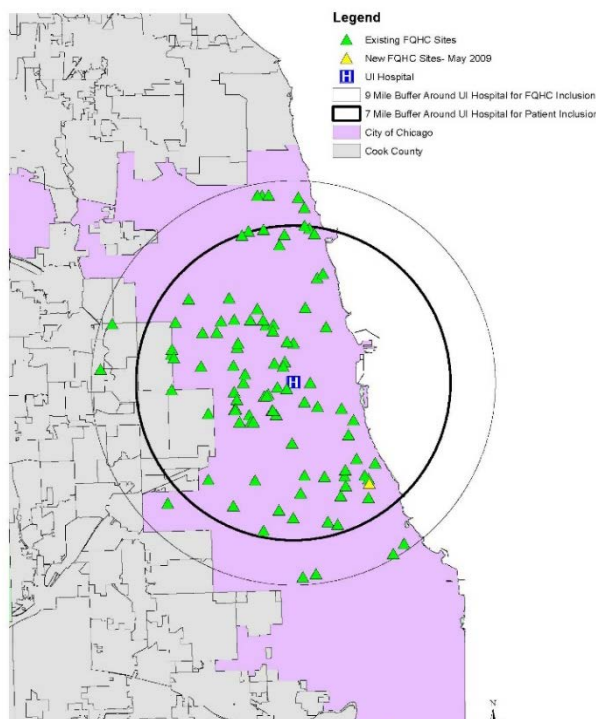 Legend
Existing FQHC Sites
New FQHC Sites- May 2009
H UI Hospital
9 Mile Buffer Around UI Hospital for FQHC Inclusion
7 Mile Buffer Around UI Hospital for Patient Inclusion
City of Chicago
Cook County
H
N